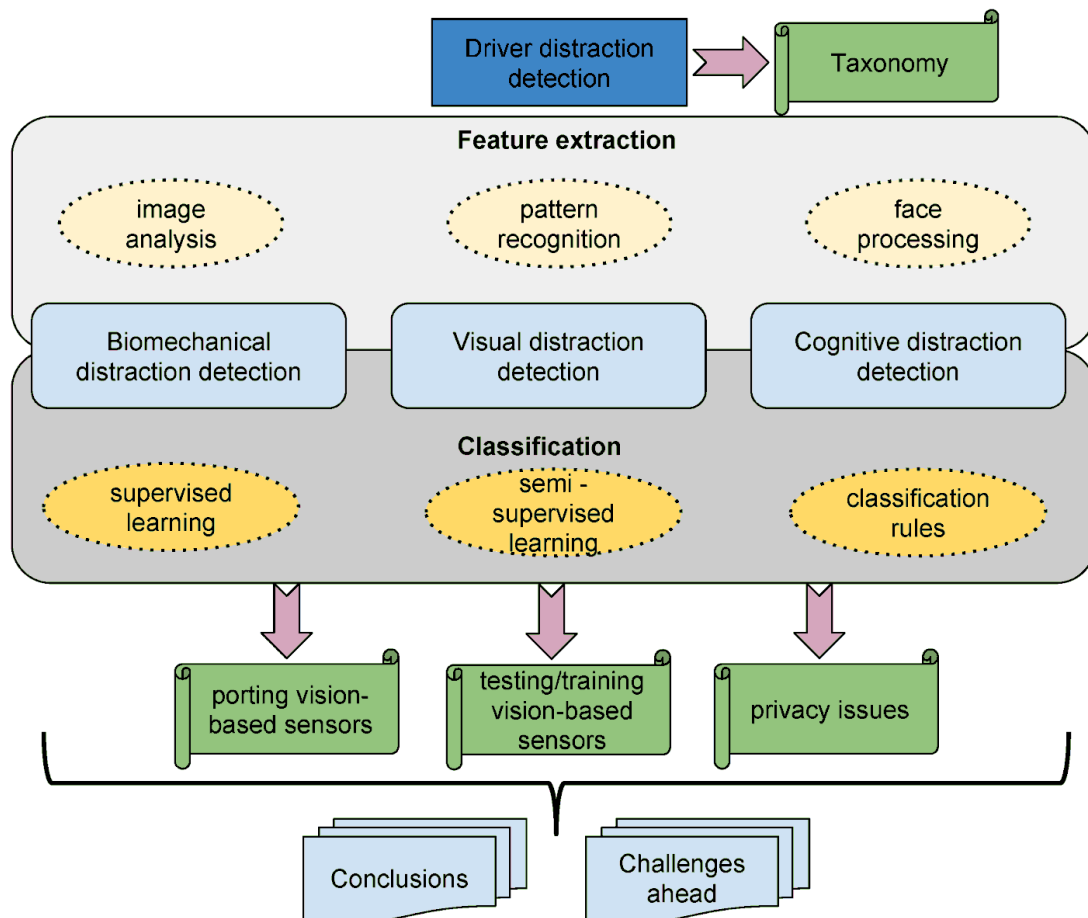 Driver distraction
detection
Taxonomy
Feature extraction
image
analysis
pattern
recognition
face
processing
Biomechanical
distraction detection
Visual distraction
detection
Cognitive distraction
detection
Classification
supervised
learning
semi -
supervised
learning
classification
rules
porting vision-
based sensors
testing/training
vision-based
sensors
privacy issues
Conclusions
Challenges
ahead